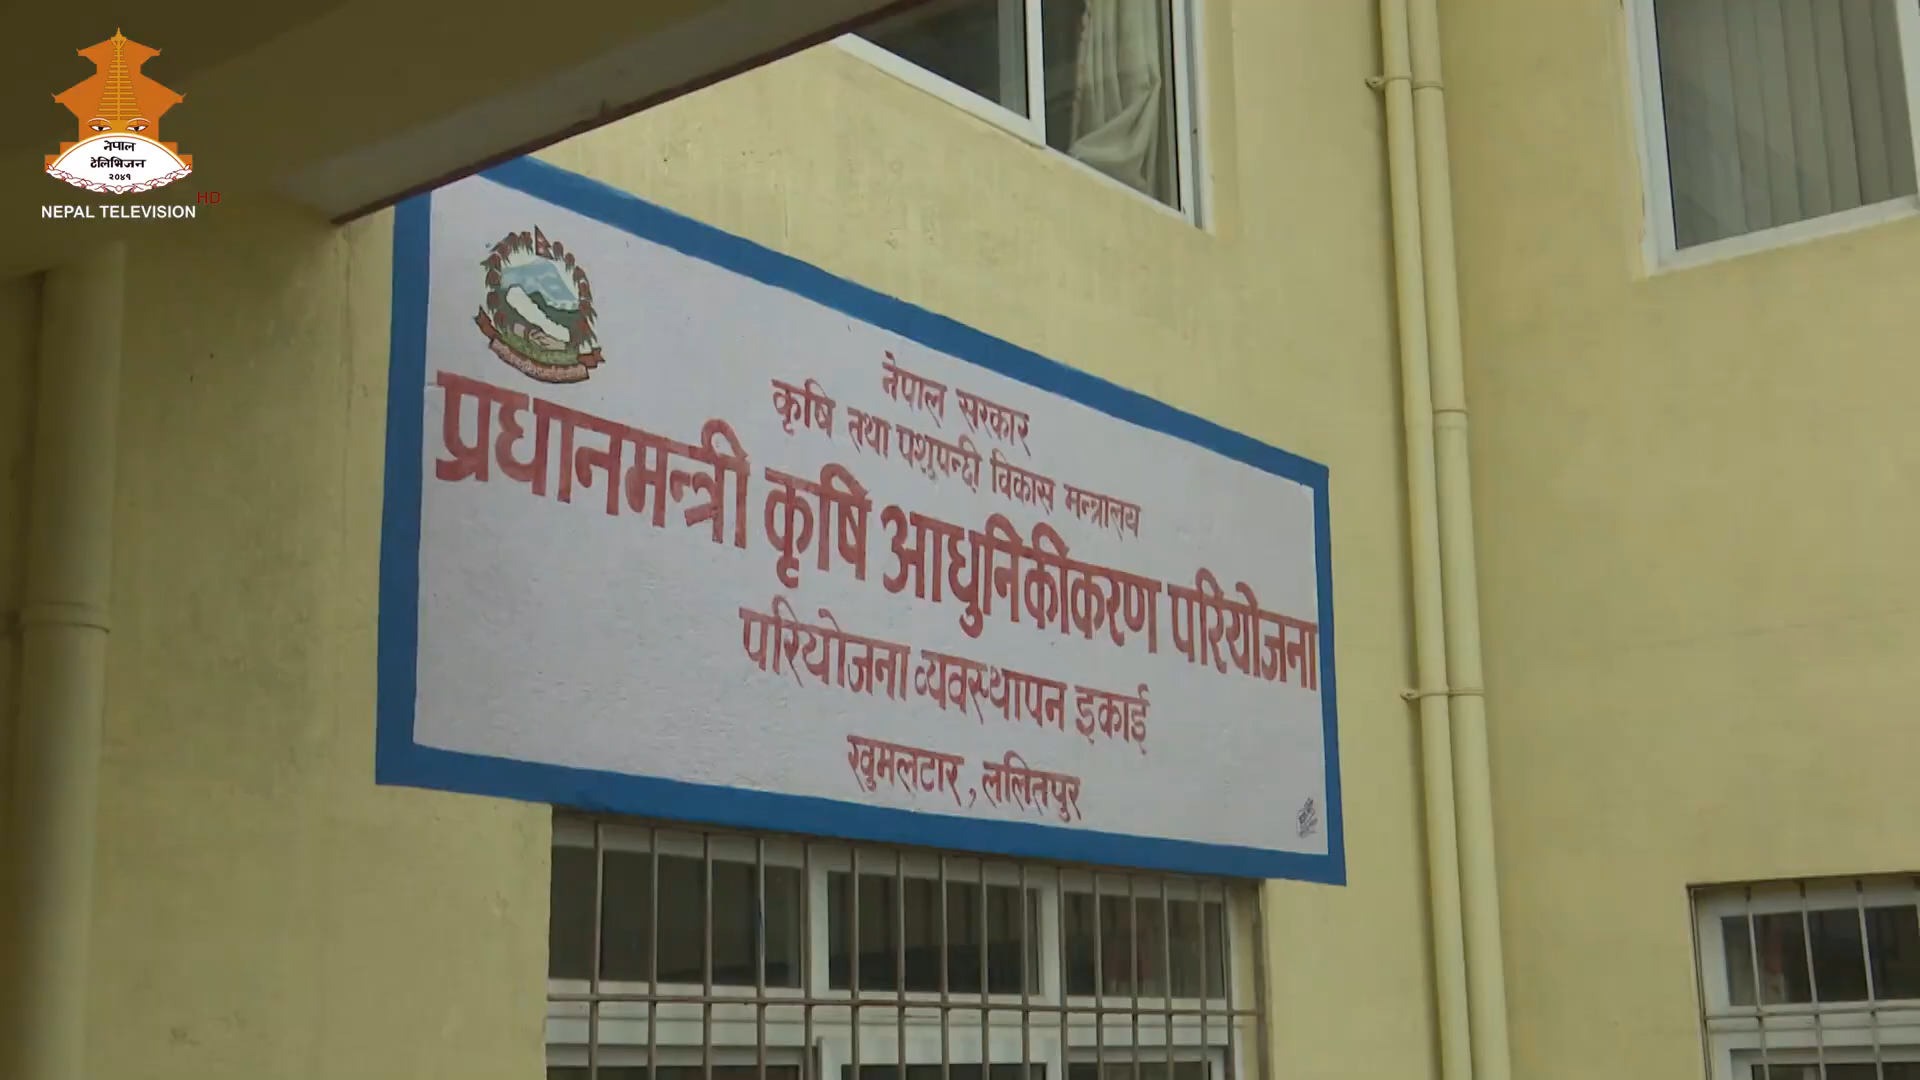 नेपाल
टेलिभिजन
२०४१
HD
NEPAL TELEVISION
नेपाल सरकार
कृषि तथा पशुपन्छी विकास मन्त्रालय
प्रधानमन्त्री कृषि आधुनिकीकरण परियोजना
परियोजना व्यवस्थापन इकाई
खुमलटार, ललितपुर